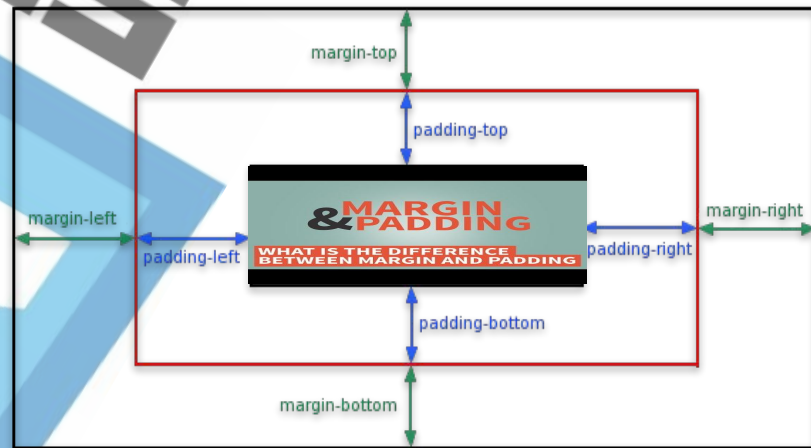 margin-top
padding-top
margin-left
padding-left
& MARGIN
PADDING
WHAT IS THE DIFFERENCE
BETWEEN MARGIN AND PADDING
padding-right
margin-right
padding-bottom
margin-bottom